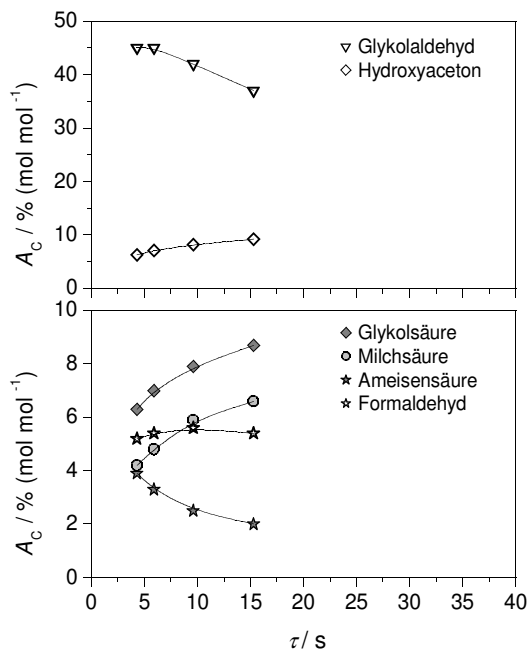 50
40
30
20
10
0
A_C / % (mol mol⁻¹)
Glykolaldehyd
Hydroxyaceton
10
8
6
4
2
0
A_C / % (mol mol⁻¹)
Glykolsäure
Milchsäure
Ameisensäure
Formaldehyd
0 5 10 15 20 25 30 35 40
τ / s